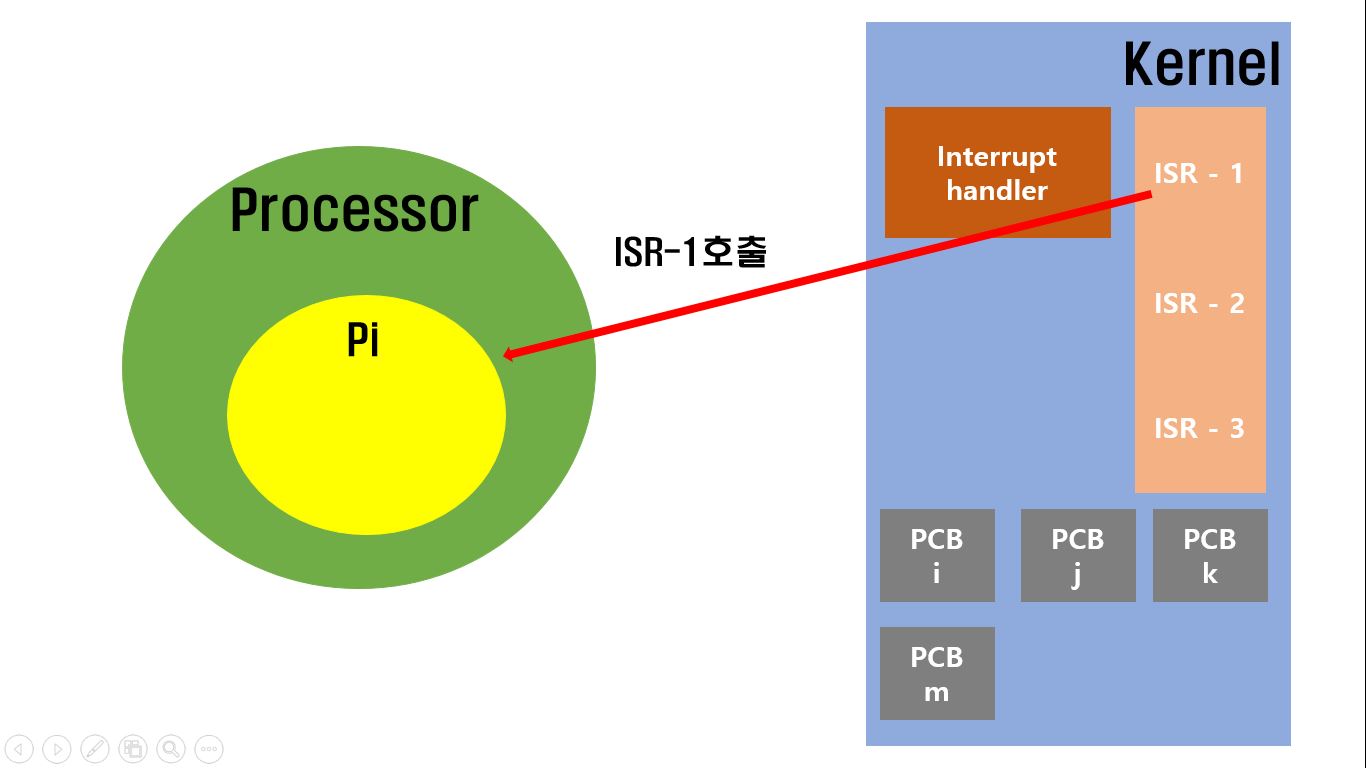 Kernel
Interrupt
handler
ISR - 1
Processor
ISR-1호출
ISR - 2
Pi
ISR - 3
PCB
i
PCB
j
PCB
k
PCB
m